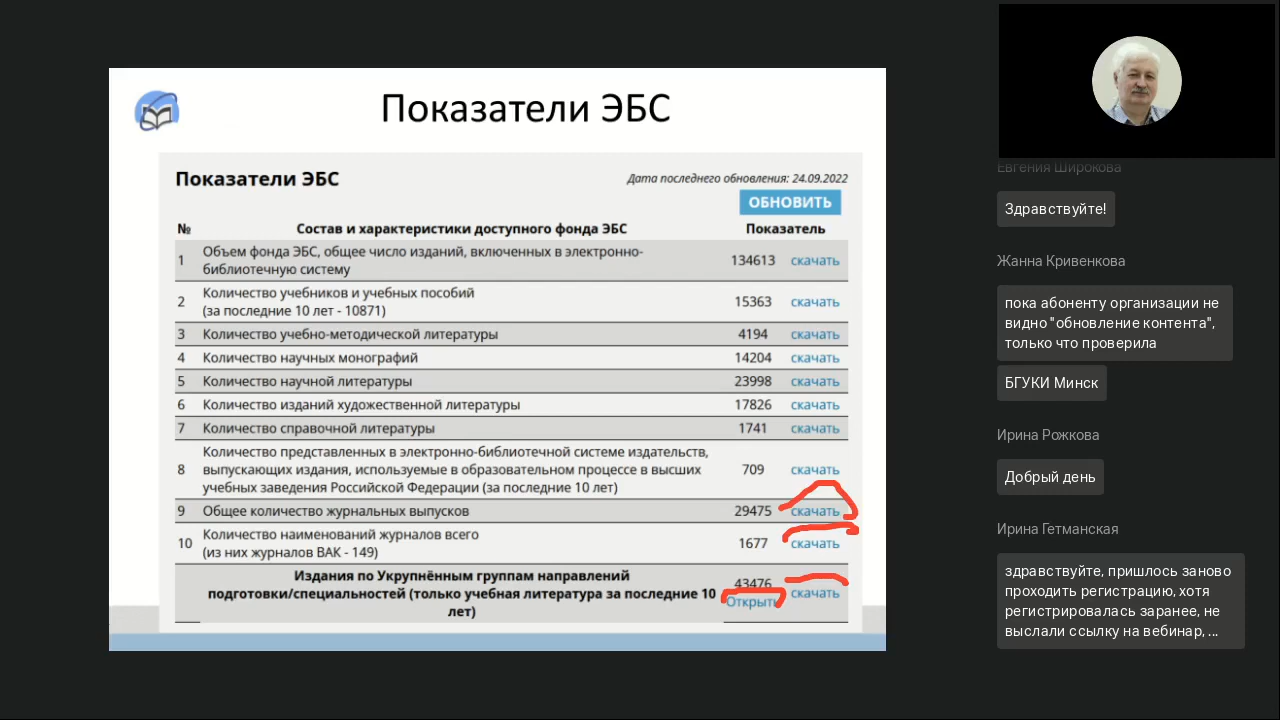 Показатели ЭБС
Показатели ЭБС
Дата последнего обновления: 24.09.2022
ОБНОВИТЬ
№ Состав и характеристики доступного фонда ЭБС Показатель
1 Объем фонда ЭБС, общее число изданий, включенных в электронно-
библиотечную систему 134613 скачать
2 Количество учебников и учебных пособий
(за последние 10 лет - 10871) 15363 скачать
3 Количество учебно-методической литературы 4194 скачать
4 Количество научных монографий 14204 скачать
5 Количество научной литературы 23998 скачать
6 Количество изданий художественной литературы 17826 скачать
7 Количество справочной литературы 1741 скачать
8 Количество представленных в электронно-библиотечной системе издательств,
выпускающих издания, используемые в образовательном процессе в высших
учебных заведения Российской Федерации (за последние 10 лет) 709 скачать
9 Общее количество журнальных выпусков 29475 скачать
10 Количество наименований журналов всего
(из них журналов ВАК - 149) 1677 скачать
Издания по Укрупнённым группам направлений
подготовки/специальностей (только учебная литература за последние 10
лет)
43476 скачать
Открыть
Евгения Широкова
Здравствуйте!
Жанна Кривенкова
пока абоненту организации не
видно "обновление контента",
только что проверила
БГУКИ Минск
Ирина Рожкова
Добрый день
Ирина Гетманская
здравствуйте, пришлось заново
проходить регистрацию, хотя
регистрировалась заранее, не
выслали ссылку на вебинар, ...